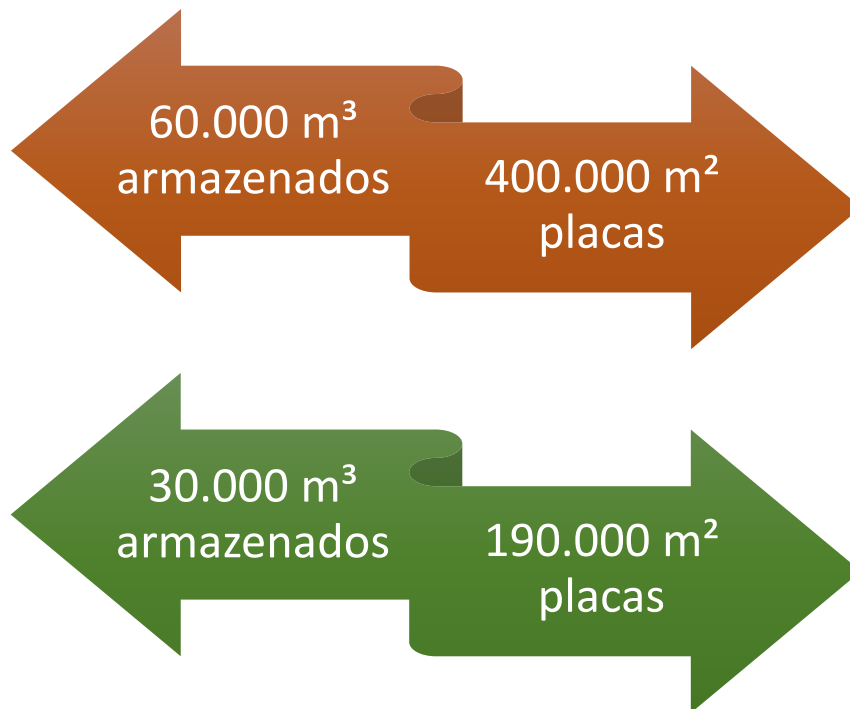 60.000 m³
armazenados
400.000 m²
placas
30.000 m³
armazenados
190.000 m²
placas